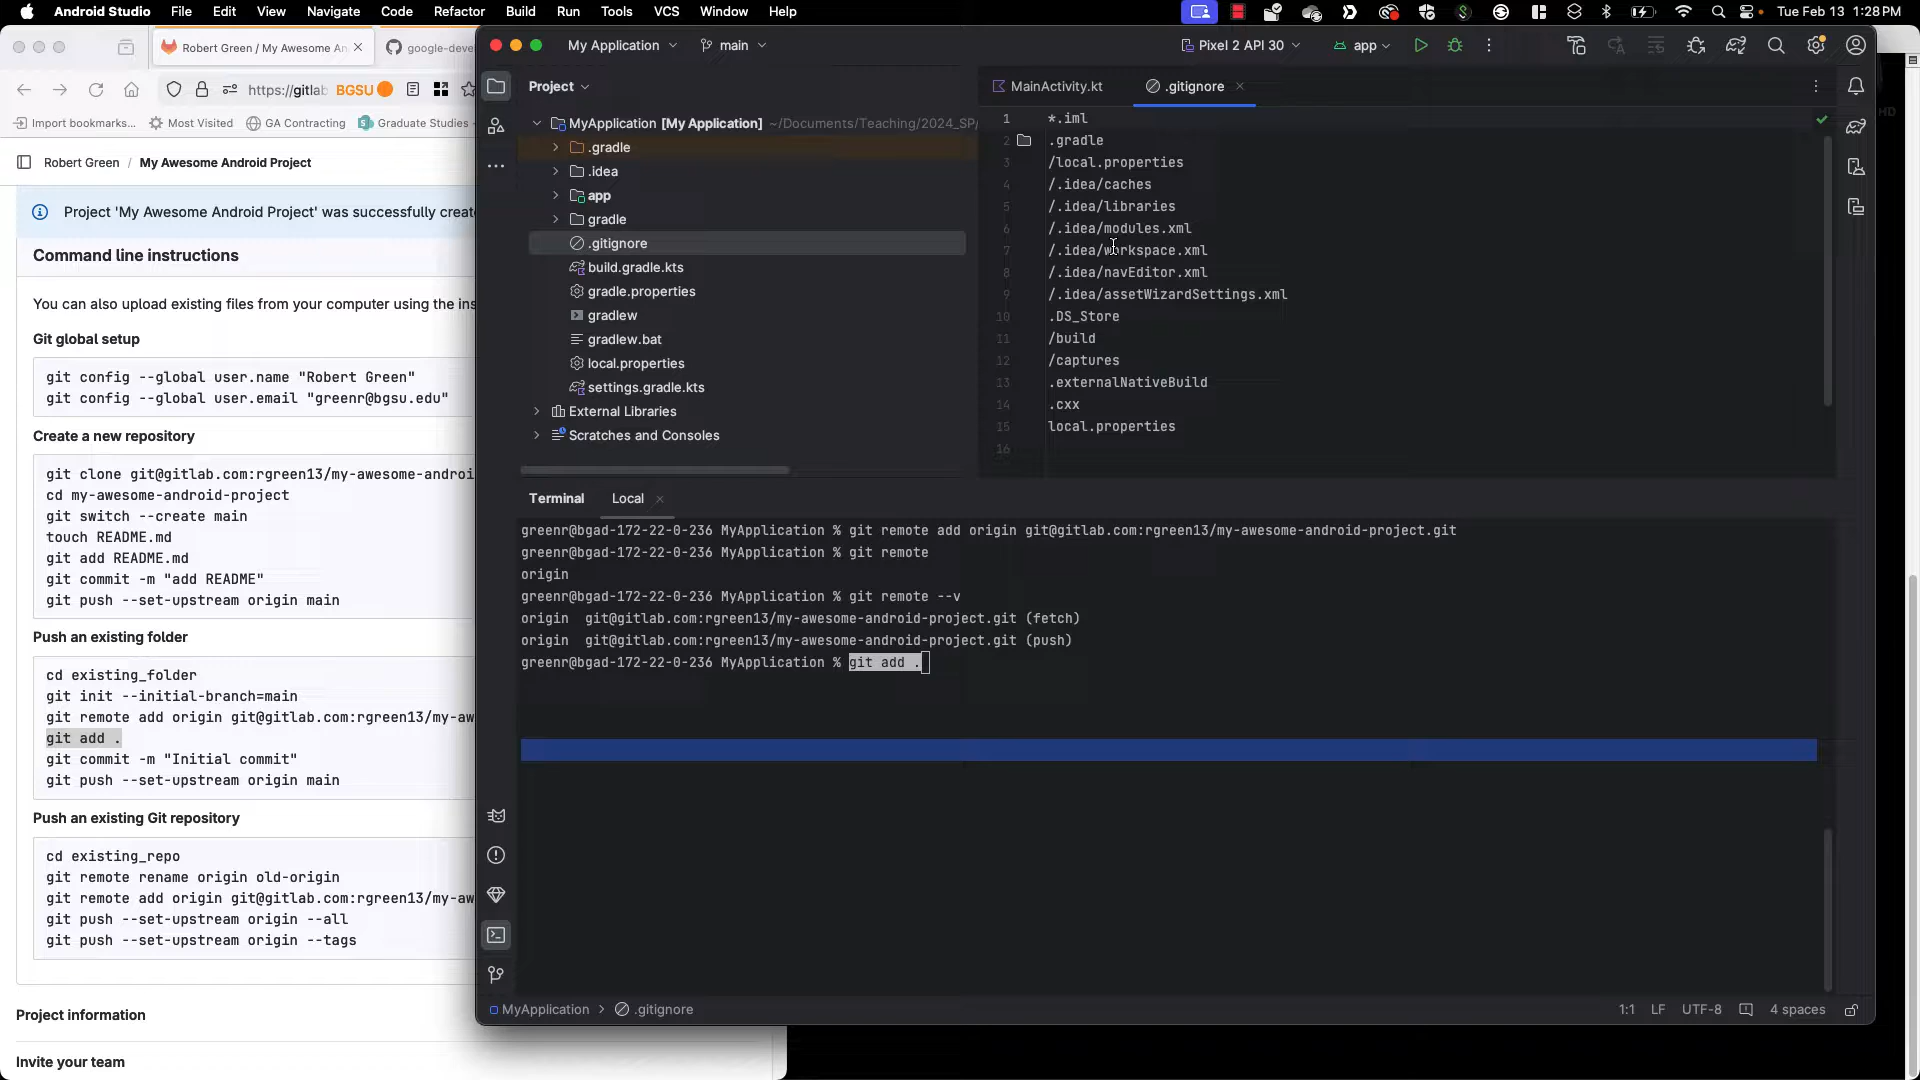 Android Studio File Edit View Navigate Code Refactor Build Run Tools VCS Window Help Tue Feb 13 1:28 PM
Robert Green / My Awesome An
google-deve
https://gitlab
BGSU
Import bookmarks...
Most Visited
GA Contracting
Graduate Studies -
Robert Green / My Awesome Android Project
Project 'My Awesome Android Project' was successfully create
Command line instructions
You can also upload existing files from your computer using the ins
Git global setup
git config --global user.name "Robert Green"
git config --global user.email "greenr@bgsu.edu"
Create a new repository
git clone git@gitlab.com:rgreen13/my-awesome-androi
cd my-awesome-android-project
git switch --create main
touch README.md
git add README.md
git commit -m "add README"
git push --set-upstream origin main
Push an existing folder
cd existing_folder
git init --initial-branch=main
git remote add origin git@gitlab.com:rgreen13/my-aw
git add .
git commit -m "Initial commit"
git push --set-upstream origin main
Push an existing Git repository
cd existing_repo
git remote rename origin old-origin
git remote add origin git@gitlab.com:rgreen13/my-aw
git push --set-upstream origin --all
git push --set-upstream origin --tags
Project information
Invite your team
My Application
main
Pixel 2 API 30
app
Project
MyApplication [My Application] ~/Documents/Teaching/2024_SP/
.gradle
.idea
app
gradle
.gitignore
build.gradle.kts
gradle.properties
gradlew
gradlew.bat
local.properties
settings.gradle.kts
External Libraries
Scratches and Consoles
MainActivity.kt
.gitignore
1 *.iml
2 .gradle
3 /local.properties
4 /.idea/caches
5 /.idea/libraries
6 /.idea/modules.xml
7 /.idea/workspace.xml
8 /.idea/navEditor.xml
9 /.idea/assetWizardSettings.xml
10 .DS_Store
11 /build
12 /captures
13 .externalNativeBuild
14 .cxx
15 local.properties
16
Terminal Local
greenr@bgad-172-22-0-236 MyApplication % git remote add origin git@gitlab.com:rgreen13/my-awesome-android-project.git
greenr@bgad-172-22-0-236 MyApplication % git remote
origin
greenr@bgad-172-22-0-236 MyApplication % git remote --v
origin git@gitlab.com:rgreen13/my-awesome-android-project.git (fetch)
origin git@gitlab.com:rgreen13/my-awesome-android-project.git (push)
greenr@bgad-172-22-0-236 MyApplication % git add .
MyApplication > .gitignore
1:1 LF UTF-8 4 spaces